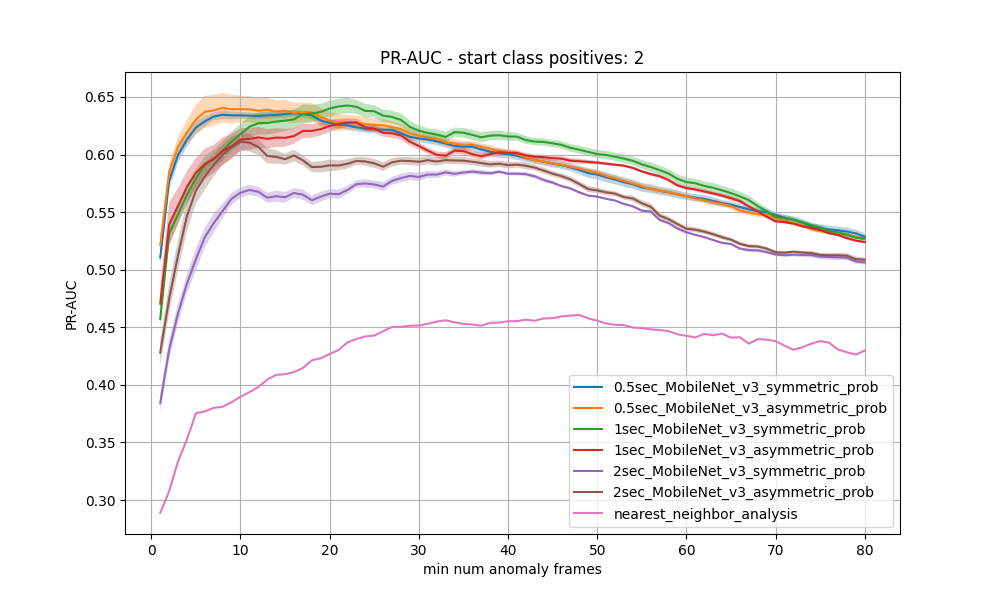 PR-AUC - start class positives: 2
PR-AUC
0.65
0.60
0.55
0.50
0.45
0.40
0.35
0.30
0.5sec_MobileNet_v3_symmetric_prob
0.5sec_MobileNet_v3_asymmetric_prob
1sec_MobileNet_v3_symmetric_prob
1sec_MobileNet_v3_asymmetric_prob
2sec_MobileNet_v3_symmetric_prob
2sec_MobileNet_v3_asymmetric_prob
nearest_neighbor_analysis
0 10 20 30 40 50 60 70 80
min num anomaly frames